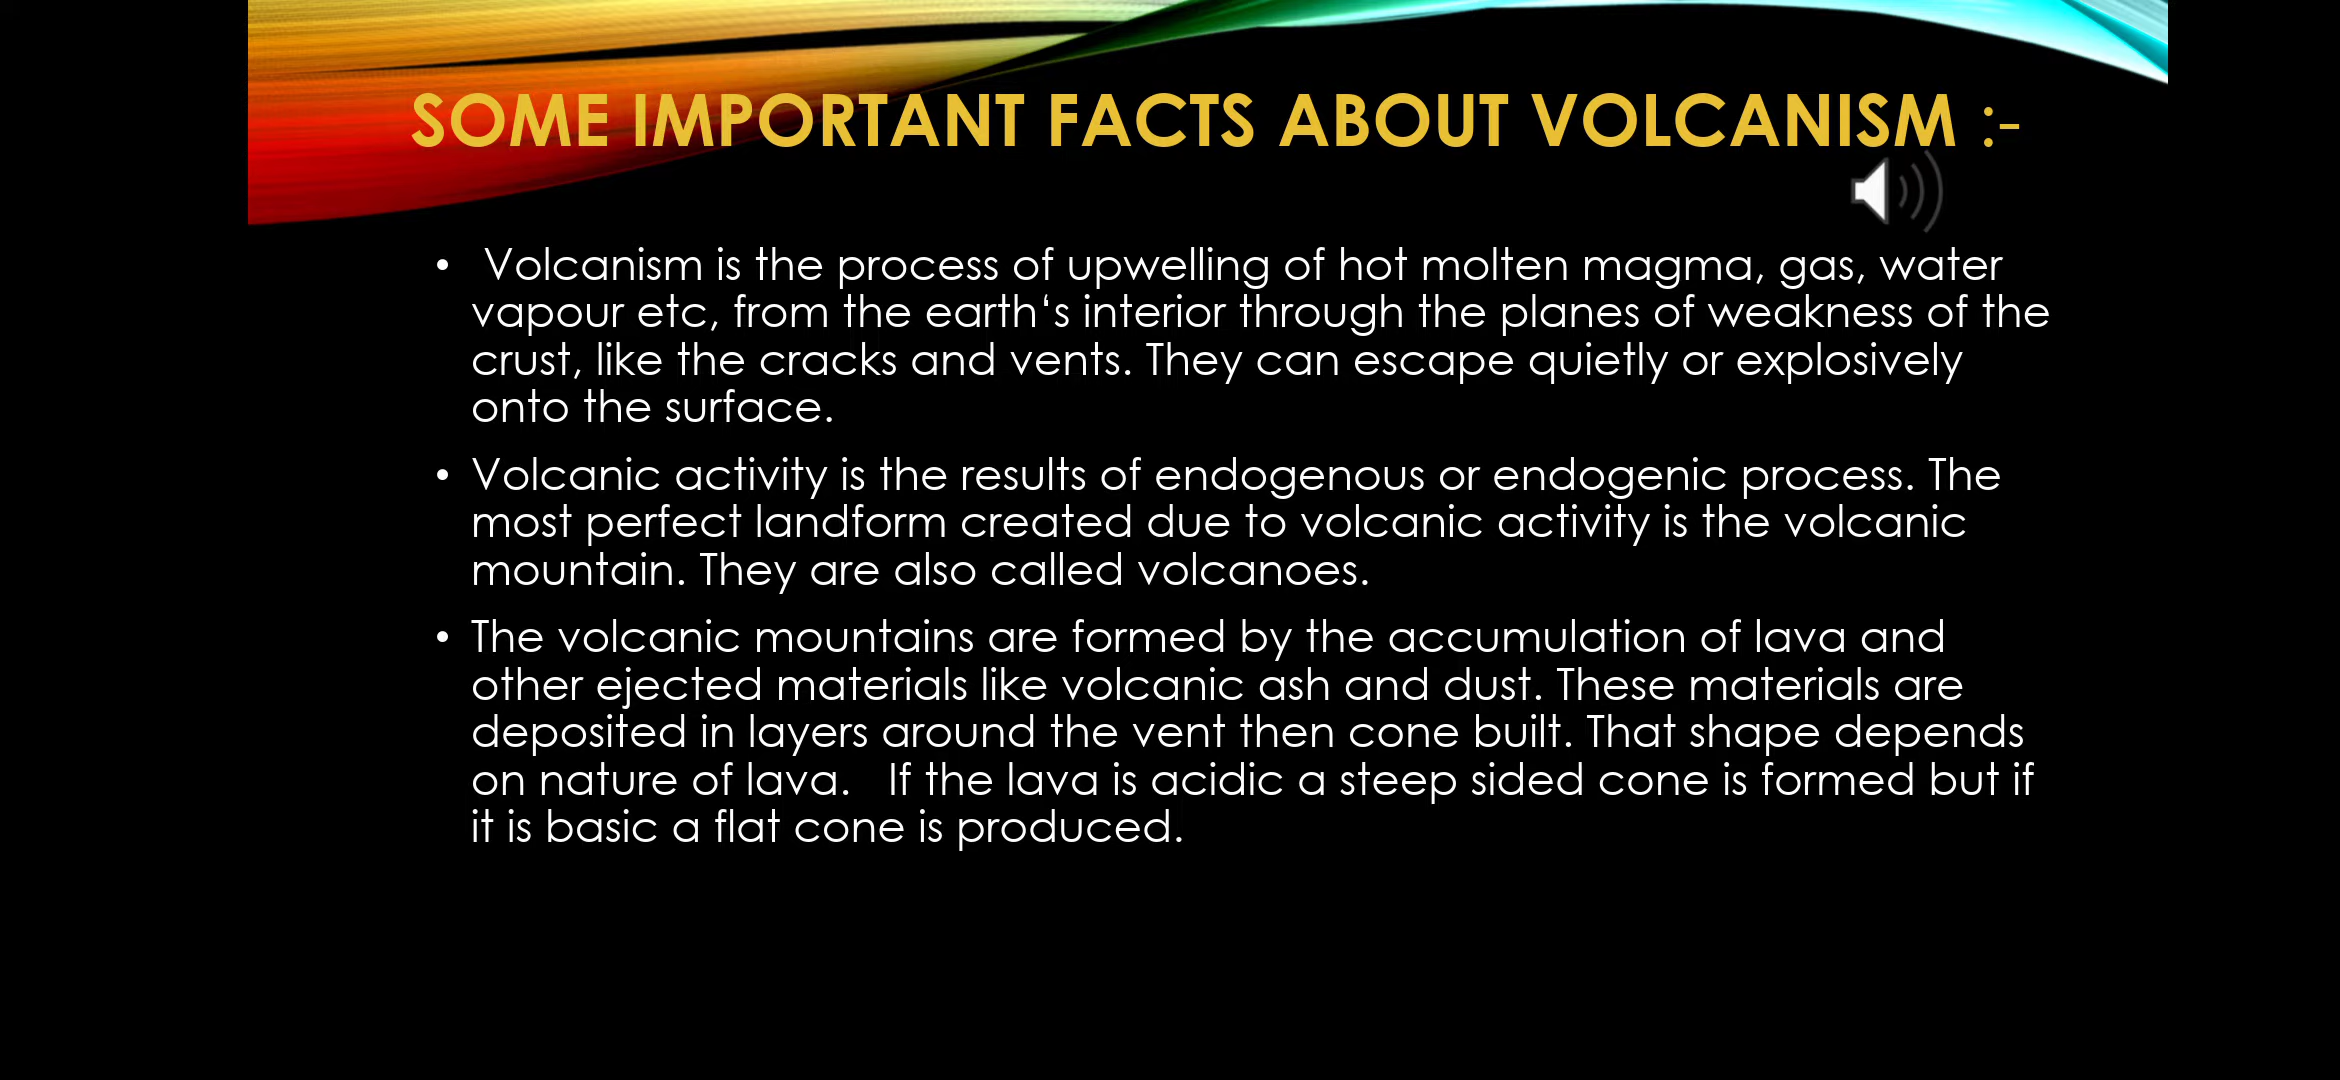 SOME IMPORTANT FACTS ABOUT VOLCANISM :-
• Volcanism is the process of upwelling of hot molten magma, gas, water
vapour etc, from the earth‘s interior through the planes of weakness of the
crust, like the cracks and vents. They can escape quietly or explosively
onto the surface.
• Volcanic activity is the results of endogenous or endogenic process. The
most perfect landform created due to volcanic activity is the volcanic
mountain. They are also called volcanoes.
• The volcanic mountains are formed by the accumulation of lava and
other ejected materials like volcanic ash and dust. These materials are
deposited in layers around the vent then cone built. That shape depends
on nature of lava.   If the lava is acidic a steep sided cone is formed but if
it is basic a flat cone is produced.